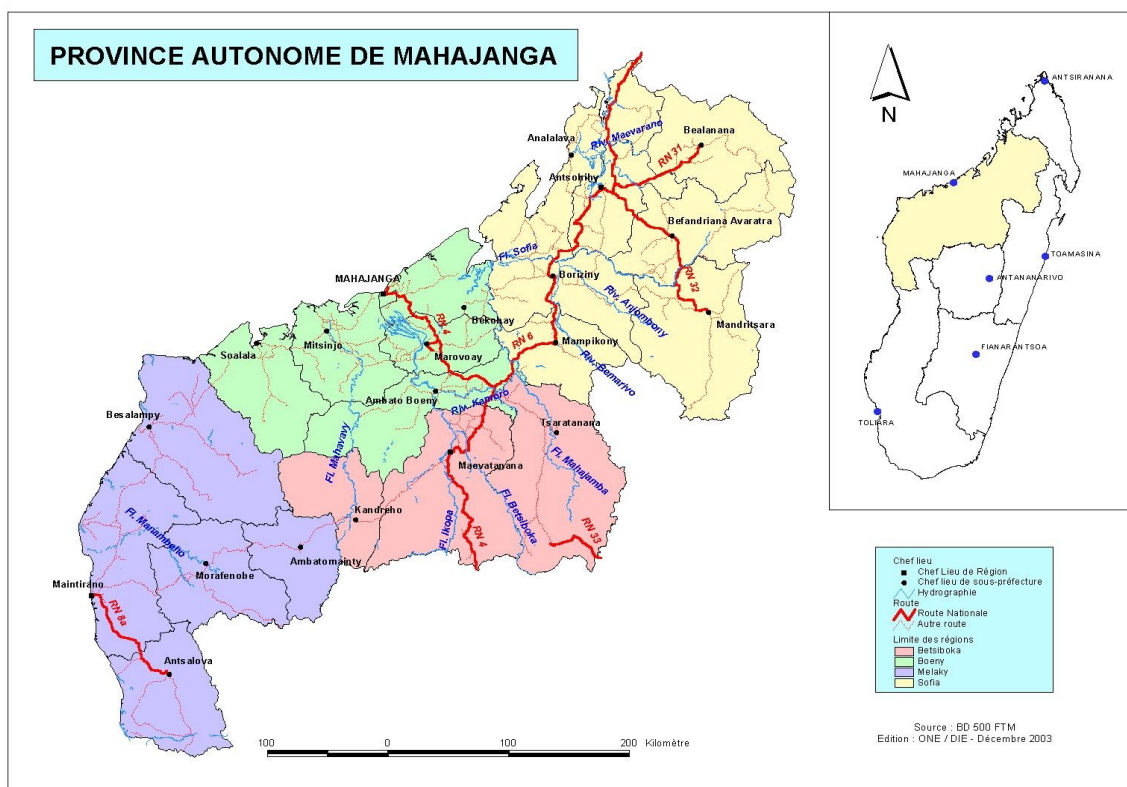 PROVINCE AUTONOME DE MAHAJANGA
N
ANTSIRANANA
MAHAJANGA
TOAMASINA
ANTANANARIVO
FIANARANTSOA
TOLIARA
Riv. Maevarano
Bealanana
Analalava
RN 31
Antsohihy
Befandriana Avaratra
Fl. Sofia
RN 32
Boriziny
MAHAJANGA
Riv. Anjombony
Bekohay
RN 4
Mandritsara
Mitsinjo
RN 6
Mampikony
Soalala
Marovoay
Riv. Bemarivo
Ambato Boeny
Riv. Kamoro
Besalampy
Tsaratanana
Fl. Mahavavy
Maevatanana
Fl. Mahajamba
Kandreho
Fl. Betsiboka
Fl. Manambaho
Fl. Ikopa
RN 4
RN 33
Ambatomainty
Morafenobe
Maintirano
RN 8a
Antsalova
100 0 100 200 Kilomètre
Chef lieu
Chef Lieu de Région
Chef lieu de sous-préfecture
Hydrographie
Route
Route Nationale
Autre route
Limite des régions
Betsiboka
Boeny
Melaky
Sofia
Source : BD 500 FTM
Edition : ONE / DIE - Décembre 2003